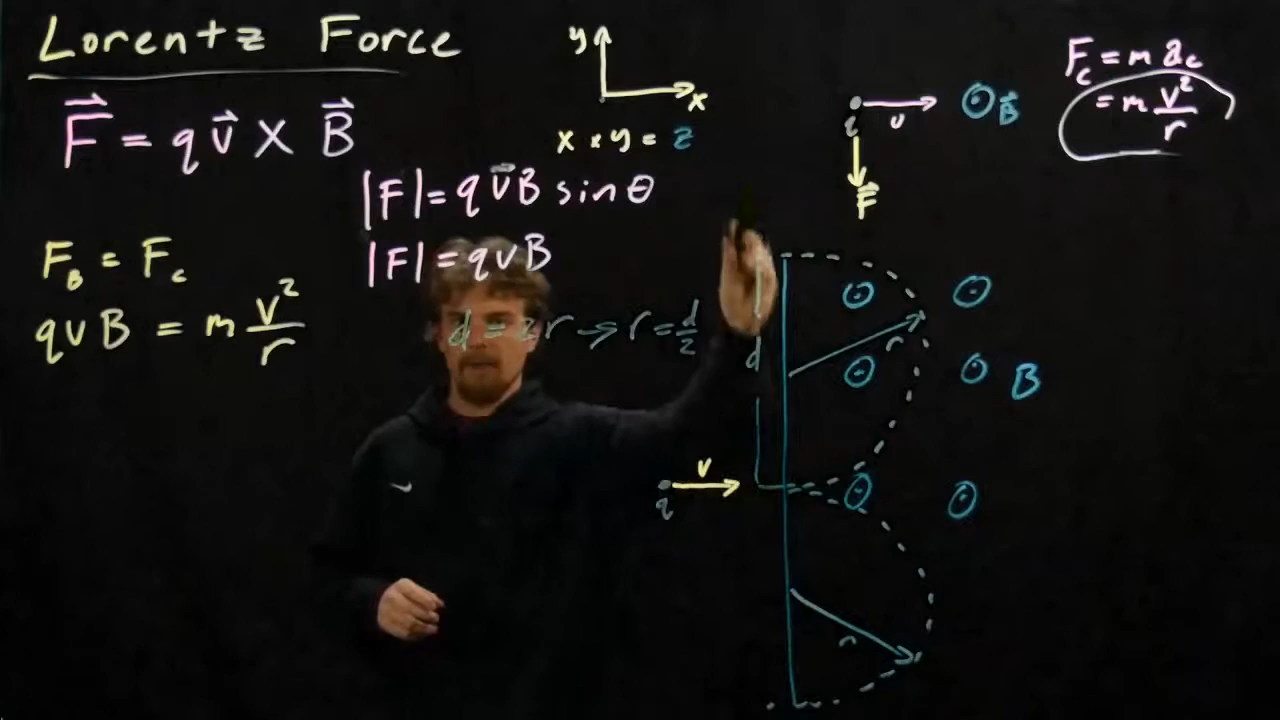 Lorentz Force
F = qv X B
|F| = qvB sinθ
|F| = qvB
F_B = F_c
qvB = m v²/r
d = 2r → r = d/2
y
x
x × y = z
q
v
B
F
F_c = m a_c
= m v²/r
d
r
B
v
q
r